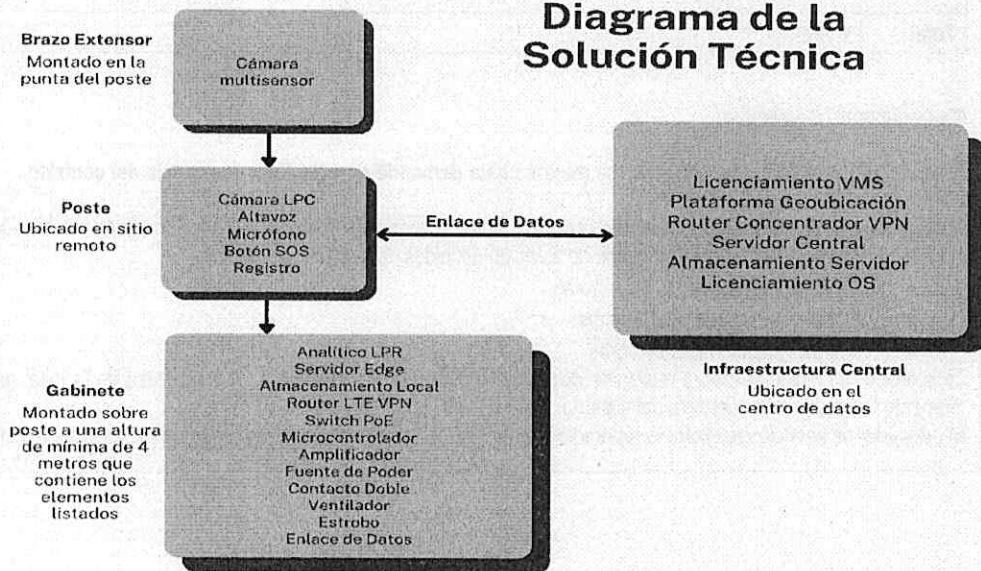 Diagrama de la
Solución Técnica
Brazo Extensor
Montado en la
punta del poste
Cámara
multisensor
Poste
Ubicado en sitio
remoto
Cámara LPC
Altavoz
Micrófono
Botón SOS
Registro
Enlace de Datos
Licenciamiento VMS
Plataforma Geoubicación
Router Concentrador VPN
Servidor Central
Almacenamiento Servidor
Licenciamiento OS
Infraestructura Central
Ubicado en el
centro de datos
Gabinete
Montado sobre
poste a una altura
de mínima de 4
metros que
contiene los
elementos
listados
Analítico LPR
Servidor Edge
Almacenamiento Local
Router LTE VPN
Switch PoE
Microcontrolador
Amplificador
Fuente de Poder
Contacto Doble
Ventilador
Estrobo
Enlace de Datos